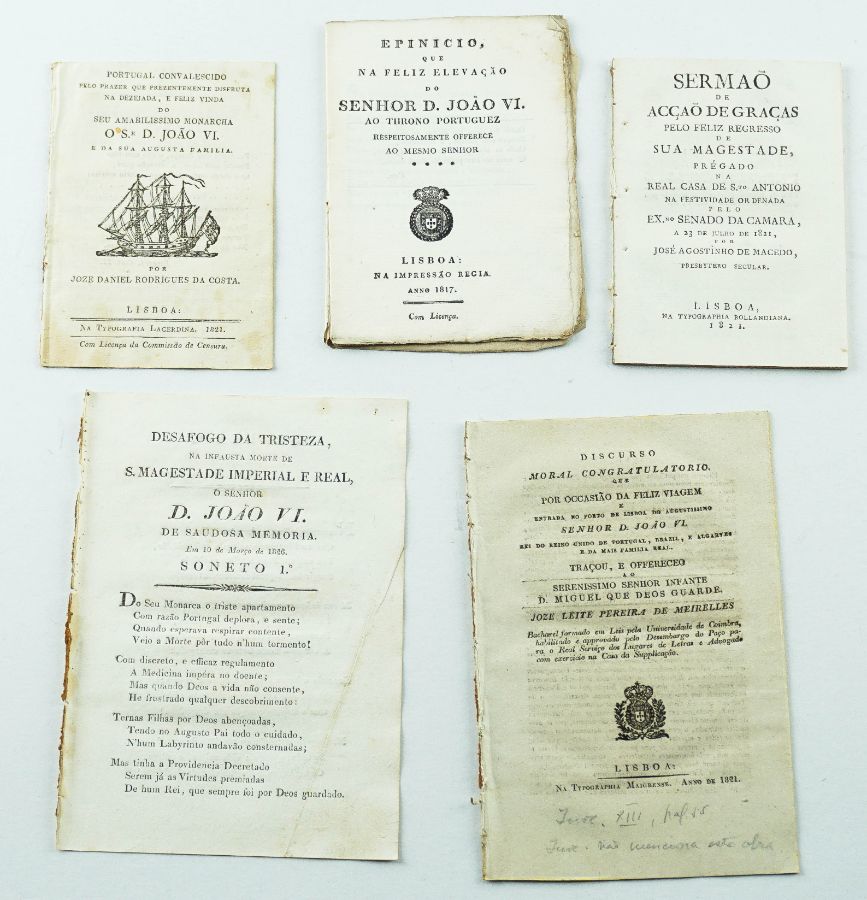 PORTUGAL CONVALESCIDO
PELO PRAZER QUE PREZENTEMENTE DISFRUTA
NA DEZEJADA, E FELIZ VINDA
DO
SEU AMABILISSIMO MONARCHA
O S.R D. JOÃO VI.
E DA SUA AUGUSTA FAMILIA.
POR
JOZE DANIEL RODRIGUES DA COSTA.
LISBOA:
NA TYPOGRAFIA LACERDINA. 1821.
Com Licença da Commissão de Censura.
EPINICIO,
QUE
NA FELIZ ELEVAÇÃO
DO
SENHOR D. JOÃO VI.
AO THRONO PORTUGUEZ
RESPEITOSAMENTE OFFERECE
AO MESMO SENHOR
* * * *
LISBOA:
NA IMPRESSÃO REGIA.
ANNO 1817.
Com Licença.
SERMAÕ
DE
ACÇAÕ DE GRAÇAS
PELO FELIZ REGRESSO
DE
SUA MAGESTADE,
PRÉGADO
NA
REAL CASA DE S.TO ANTONIO
NA FESTIVIDADE ORDENADA
PELO
EX.MO SENADO DA CAMARA,
A 23 DE JULHO DE 1821,
POR
JOSÉ AGOSTINHO DE MACEDO,
PRESBYTERO SECULAR.
LISBOA,
NA TYPOGRAPHIA ROLLANDIANA.
1821.
DESAFOGO DA TRISTEZA,
NA INFAUSTA MORTE DE
S. MAGESTADE IMPERIAL E REAL,
O SENHOR
D. JOÃO VI.
DE SAUDOSA MEMORIA.
Em 10 de Março de 1826.
SONETO 1.º
Do Seu Monarca o triste apartamento
Com razão Portugal deplora, e sente;
Quando esperava respirar contente,
Veio a Morte pôr tudo n'hum tormento!
Com discreto, e efficaz regulamento
A Medicina impéra no doente;
Mas quando Deos a vida não consente,
He frustrado qualquer descobrimento:
Ternas Filhas por Deos abençoadas,
Tendo no Augusto Pai todo o cuidado,
N'hum Labyrinto andavão consternadas;
Mas tinha a Providencia Decretado
Serem já as Virtudes premiadas
De hum Rei, que sempre foi por Deos guardado.
DISCURSO
MORAL CONGRATULATORIO,
QUE
POR OCCASIÃO DA FELIZ VIAGEM
E
ENTRADA NO PORTO DE LISBOA DO AUGUSTISSIMO
SENHOR D. JOÃO VI.
REI DO REINO UNIDO DE PORTUGAL, BRAZIL, E ALGARVES
E DA MAIS FAMILIA REAL.
TRAÇOU, E OFFERECEO
AO
SERENISSIMO SENHOR INFANTE
D. MIGUEL QUE DEOS GUARDE.
JOZE LEITE PEREIRA DE MEIRELLES
Bacharel formado em Leis pela Universidade de Coimbra,
habilitado e approvado pelo Desembargo do Paço pa-
ra o Real Serviço dos Lugares de Letras e Advogado
com exercicio na Casa da Supplicação.
LISBOA:
NA TYPOGRAPHIA MAIGRENSE. ANNO DE 1821.
Inoc. XIII, pag 55
Inoc. não menciona esta obra